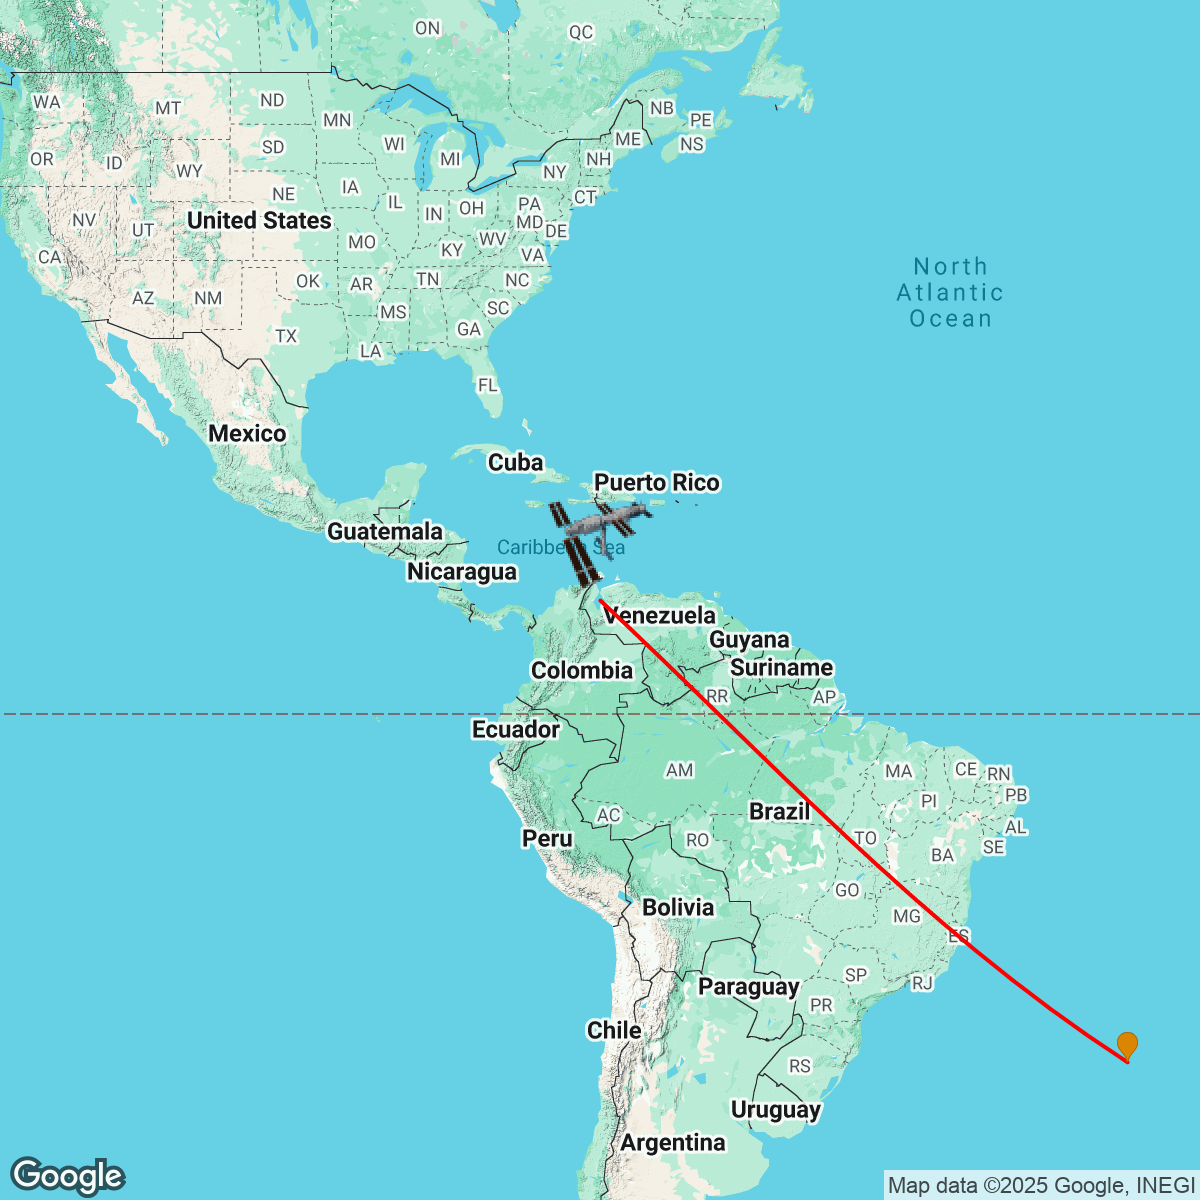 ON
QC
WA
MT
ND
MN
NB
PE
OR
ID
WY
SD
WI
MI
ME
NS
NH
NY
NE
IA
IL
IN
OH
PA
CT
NV
UT
United States
MO
KY
WV
MD
DE
VA
CA
AZ
NM
OK
AR
TN
NC
SC
MS
GA
TX
LA
FL
North
Atlantic
Ocean
Mexico
Cuba
Puerto Rico
Guatemala
Caribbean Sea
Nicaragua
Venezuela
Guyana
Suriname
Colombia
RR
AP
Ecuador
AM
MA
CE
RN
PB
PI
AL
Brazil
AC
Peru
RO
TO
BA
SE
GO
Bolivia
MG
ES
SP
RJ
Paraguay
PR
Chile
RS
Uruguay
Argentina
Google
Map data ©2025 Google, INEGI